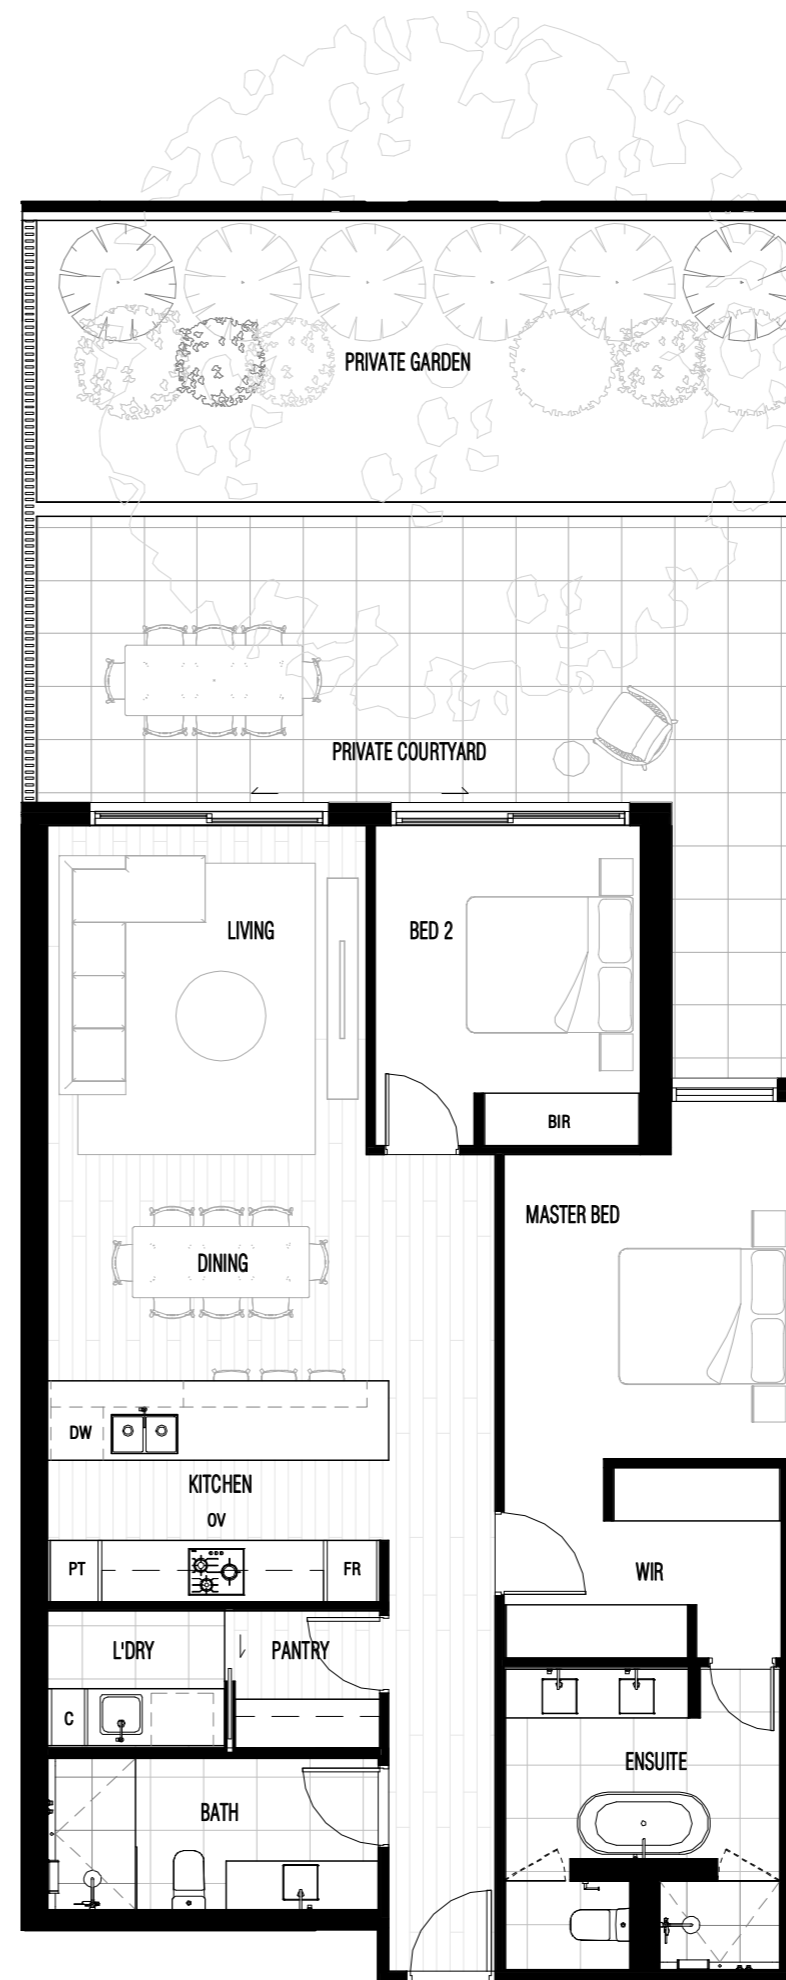 PRIVATE GARDEN
PRIVATE COURTYARD
LIVING
BED 2
BIR
MASTER BED
DINING
DW
KITCHEN
OV
PT
FR
WIR
L'DRY
PANTRY
C
ENSUITE
BATH